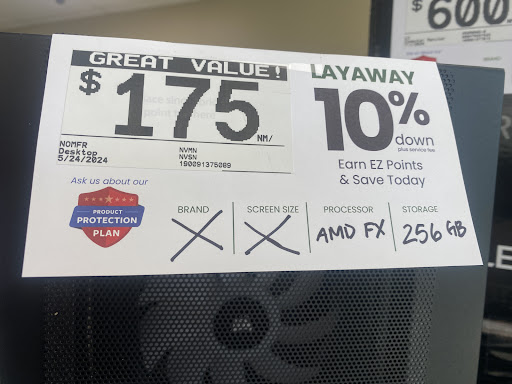 $600
GREAT VALUE!
$175
NM/
NOMFR
Desktop
5/24/2024
NVMN
NVSN
190091375089
LAYAWAY
10%
down
plus service fee
Earn EZ Points
& Save Today
Ask us about our
PRODUCT
PROTECTION
PLAN
BRAND
X
SCREEN SIZE
X
PROCESSOR
AMD FX
STORAGE
256 GB